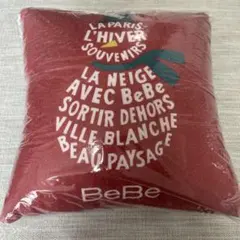 LA PARIS
L'HIVER
SOUVENIRS
LA NEIGE
AVEC BeBe
SORTIR DEHORS
VILLE BLANCHE
BEAU PAYSAGE
BeBe